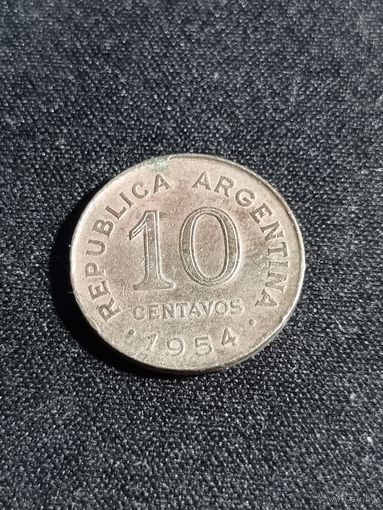 REPUBLICA ARGENTINA
10
CENTAVOS
· 1954 ·